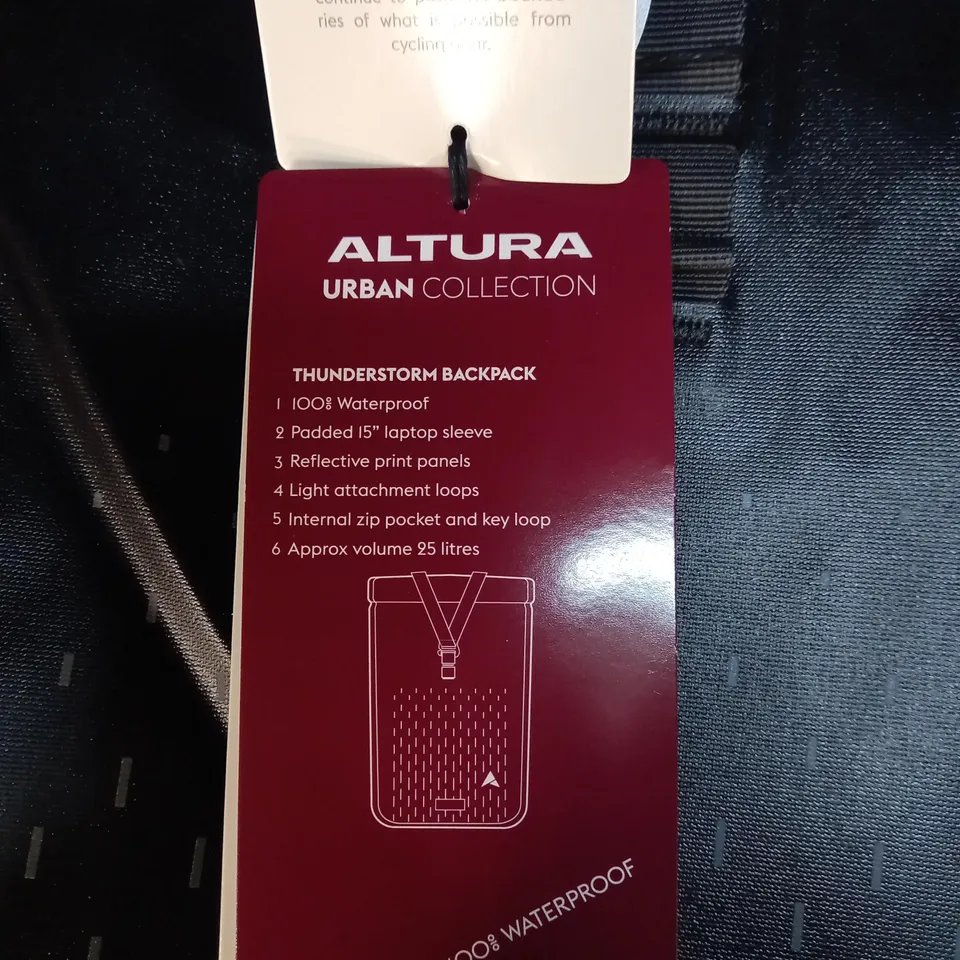 ries of what is possible from
cycling gear.
ALTURA
URBAN COLLECTION
THUNDERSTORM BACKPACK
1 100% Waterproof
2 Padded 15” laptop sleeve
3 Reflective print panels
4 Light attachment loops
5 Internal zip pocket and key loop
6 Approx volume 25 litres
100% WATERPROOF